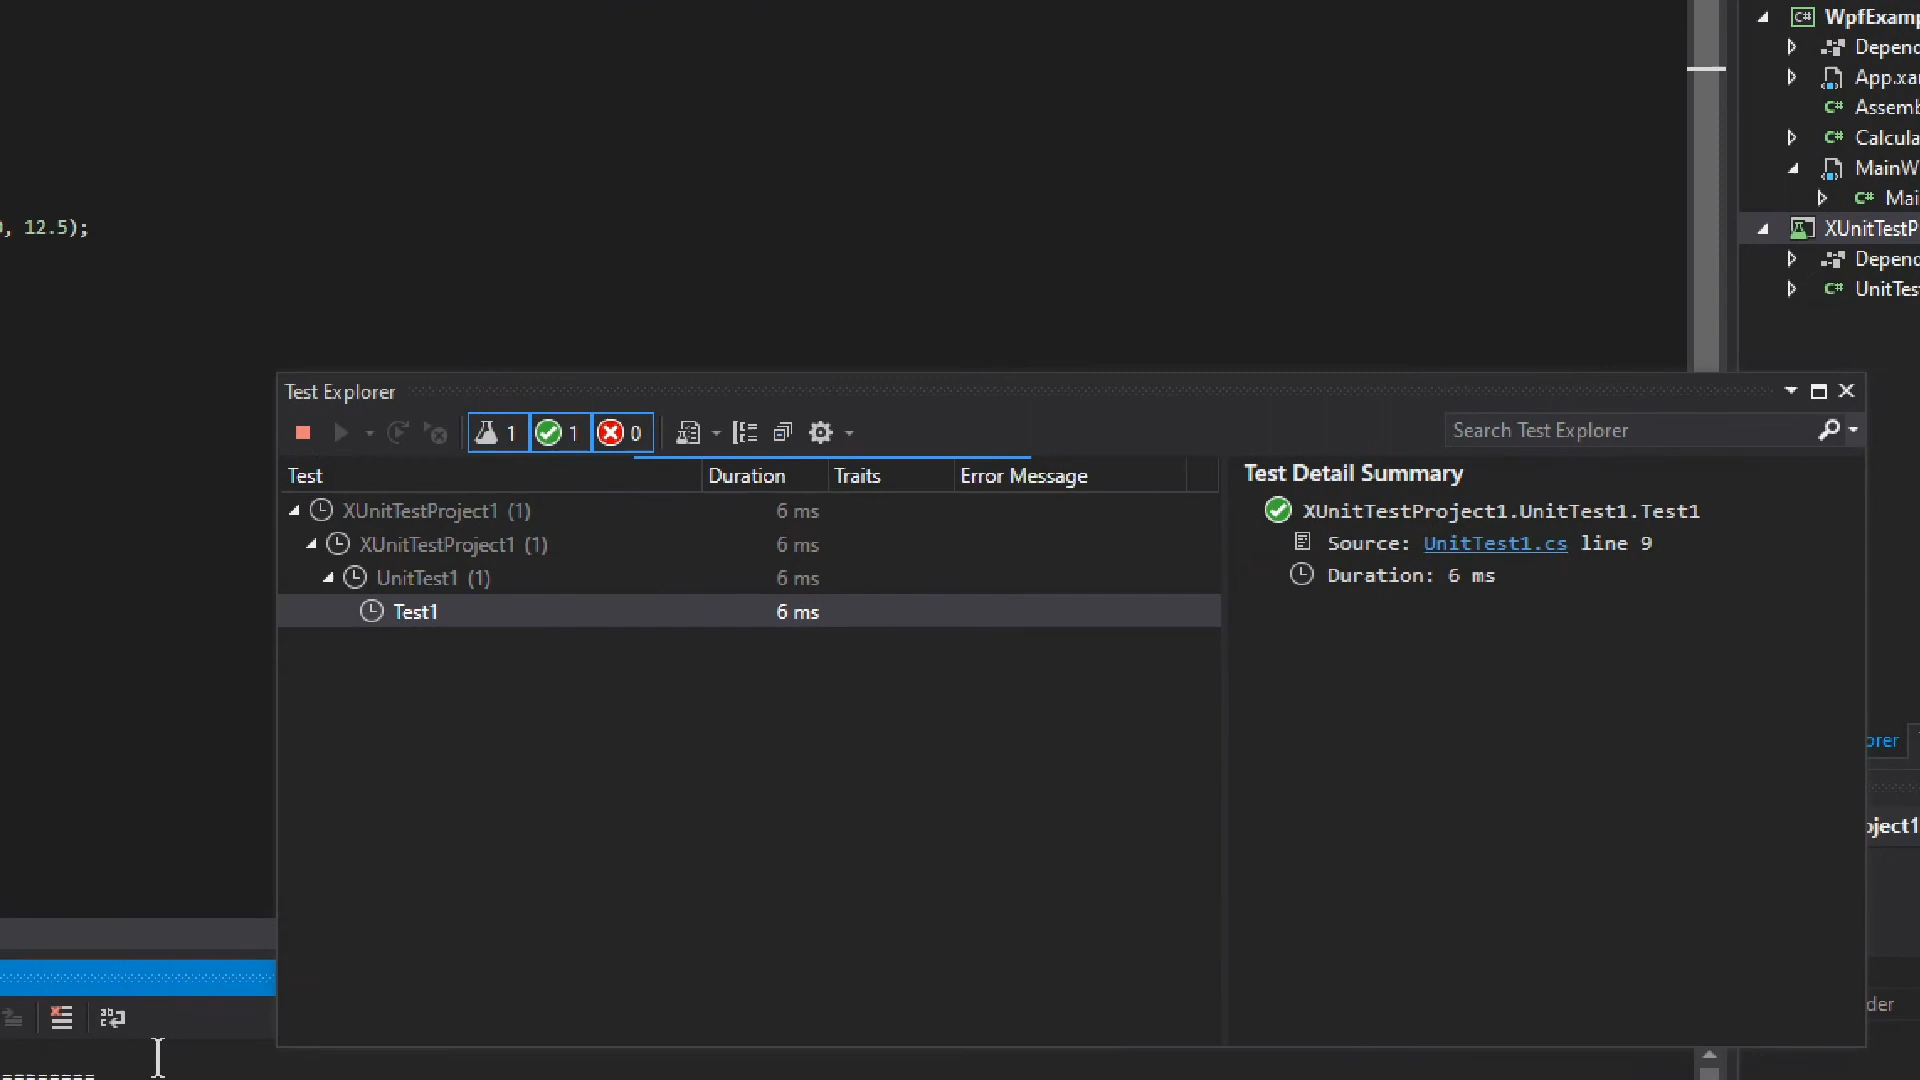 , 12.5);
Test Explorer
1 1 0
Search Test Explorer
Test Duration Traits Error Message
XUnitTestProject1 (1) 6 ms
XUnitTestProject1 (1) 6 ms
UnitTest1 (1) 6 ms
Test1 6 ms
Test Detail Summary
XUnitTestProject1.UnitTest1.Test1
Source: UnitTest1.cs line 9
Duration: 6 ms
C# WpfExamp
Depend
App.xa
C# Assemb
C# Calcula
MainW
C# Mai
XUnitTestP
Depend
C# UnitTes
orer
oject1
der
=========